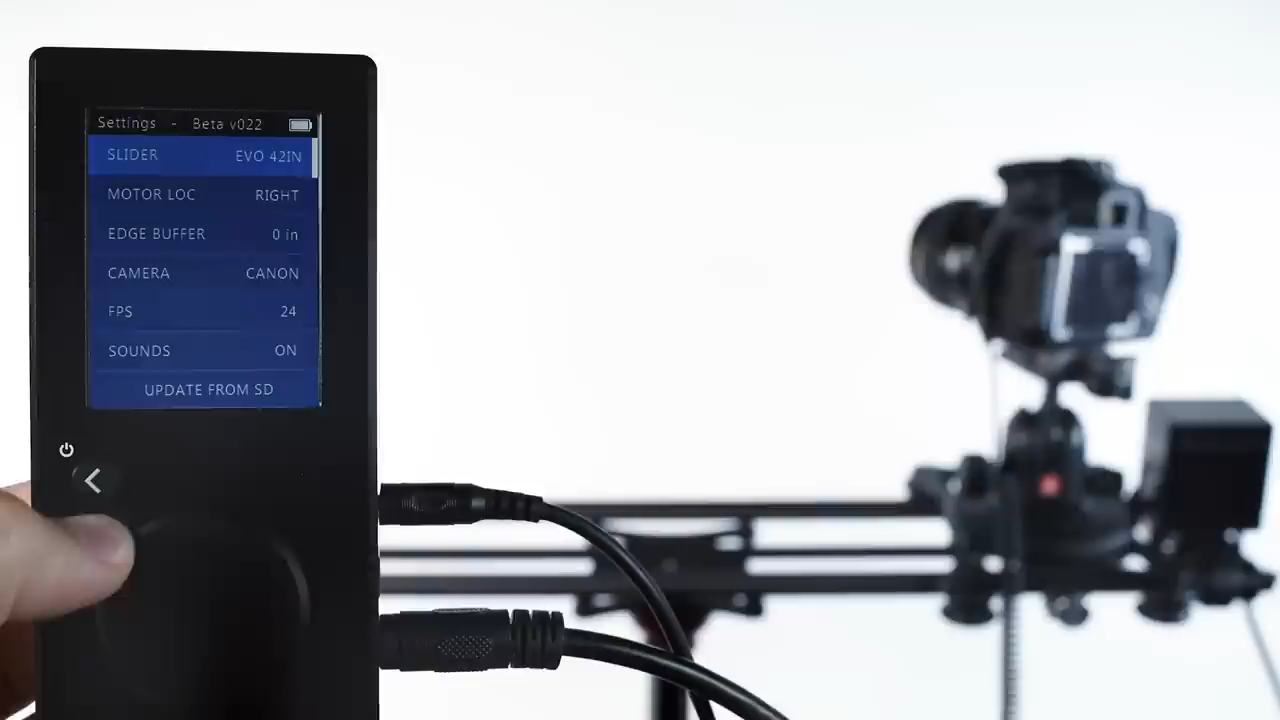 Settings - Beta v022
SLIDER EVO 42IN
MOTOR LOC RIGHT
EDGE BUFFER 0 in
CAMERA CANON
FPS 24
SOUNDS ON
UPDATE FROM SD